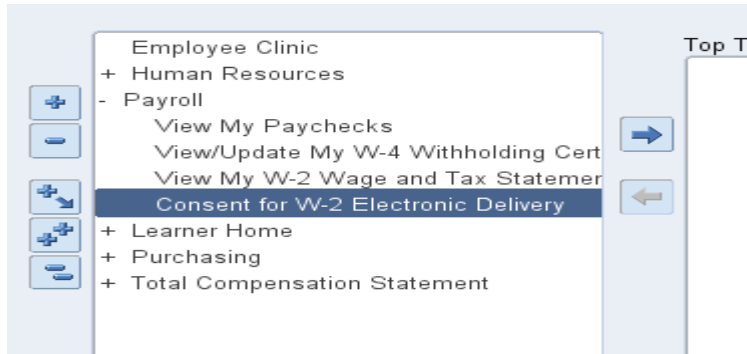 Employee Clinic
Top T
+ Human Resources
- Payroll
View My Paychecks
View/Update My W-4 Withholding Cert
View My W-2 Wage and Tax Statemer
Consent for W-2 Electronic Delivery
+ Learner Home
+ Purchasing
+ Total Compensation Statement